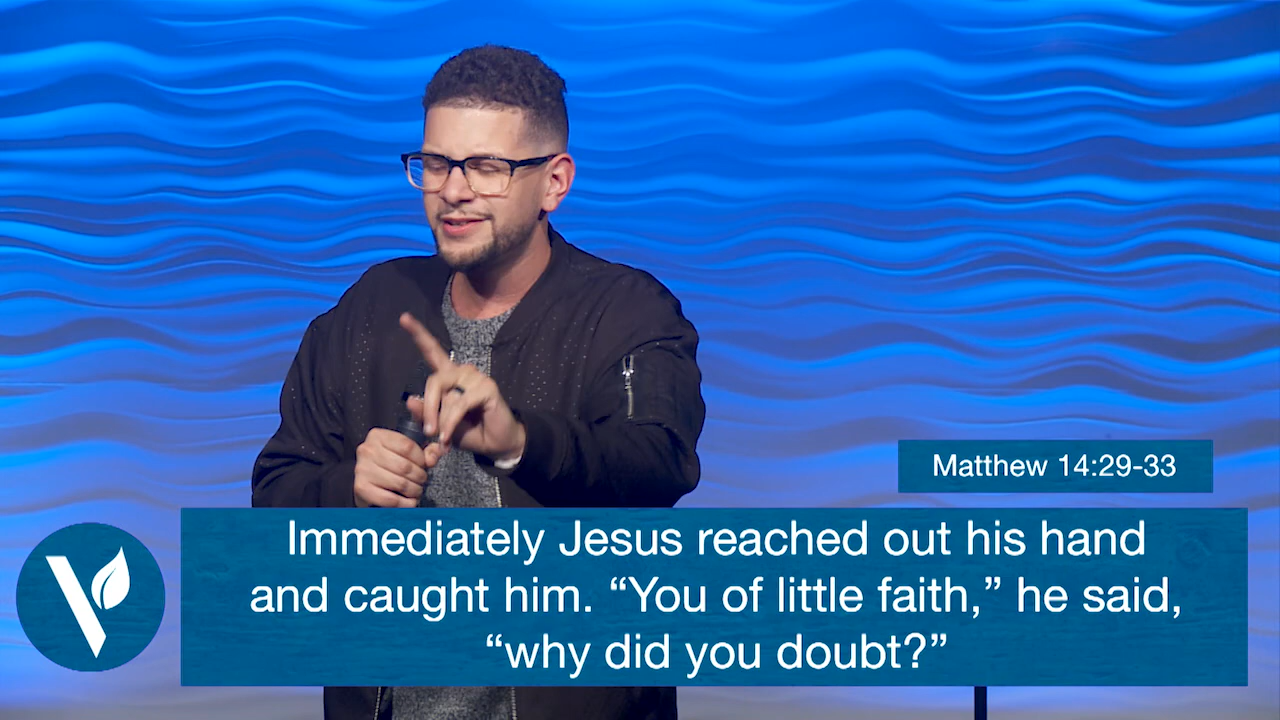 Matthew 14:29-33
Immediately Jesus reached out his hand
and caught him. “You of little faith,” he said,
“why did you doubt?”